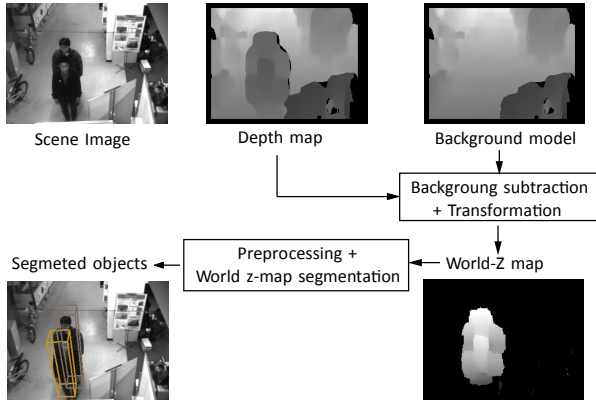 Scene Image
Depth map
Background model
Backgroung subtraction
+ Transformation
Segmeted objects
Preprocessing +
World z-map segmentation
World-Z map